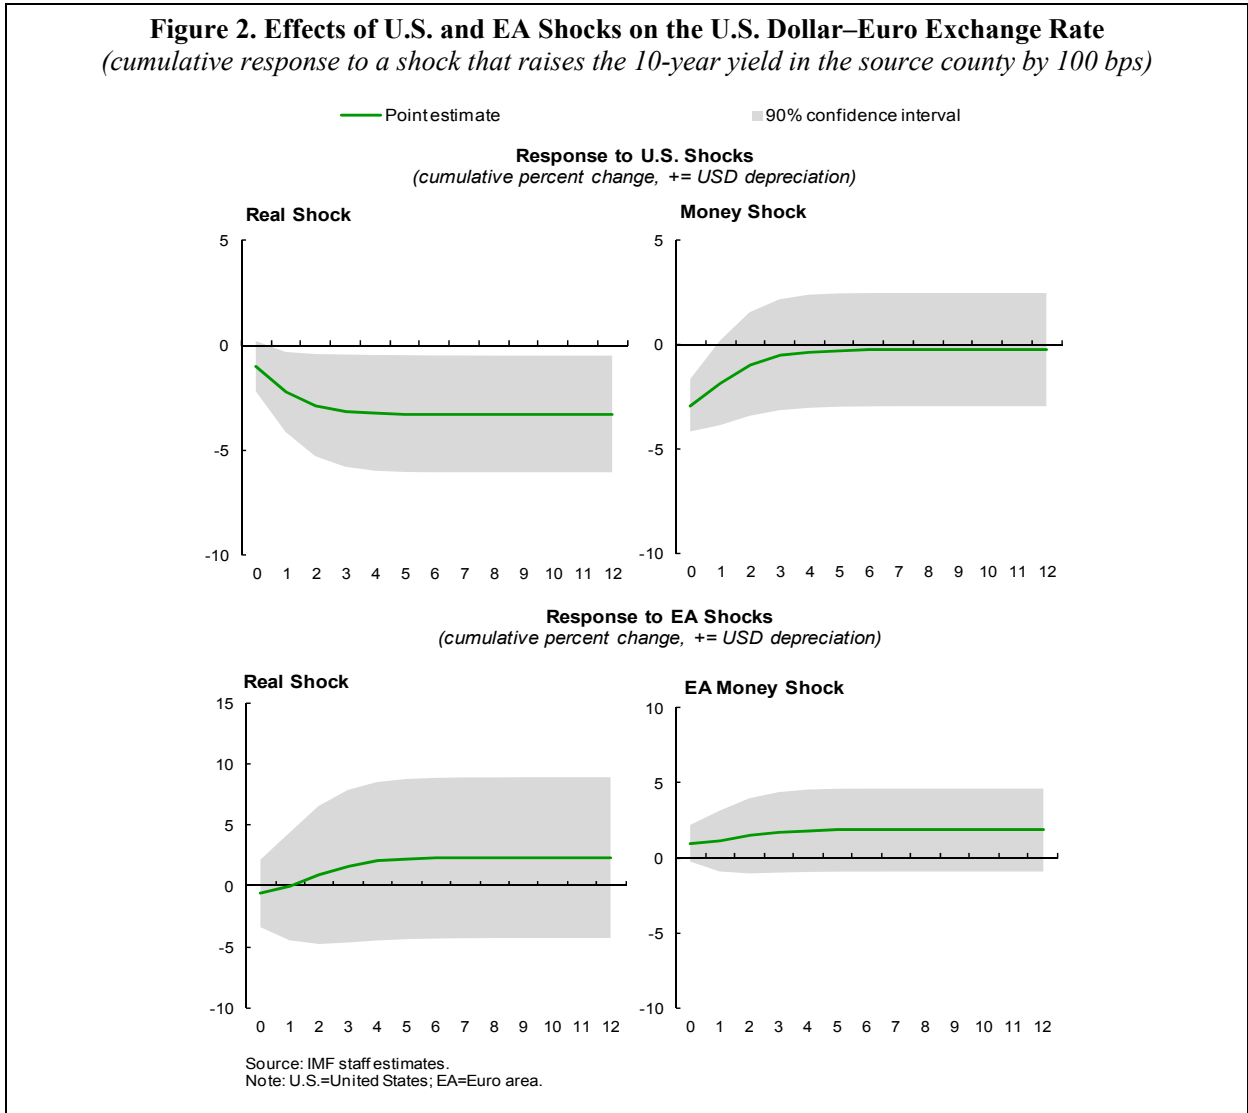 Figure 2. Effects of U.S. and EA Shocks on the U.S. Dollar–Euro Exchange Rate
(cumulative response to a shock that raises the 10-year yield in the source county by 100 bps)
Point estimate
90% confidence interval
Response to U.S. Shocks
(cumulative percent change, += USD depreciation)
Real Shock
5
0
-5
-10
0 1 2 3 4 5 6 7 8 9 10 11 12
Money Shock
5
0
-5
-10
0 1 2 3 4 5 6 7 8 9 10 11 12
Response to EA Shocks
(cumulative percent change, += USD depreciation)
Real Shock
15
10
5
0
-5
-10
0 1 2 3 4 5 6 7 8 9 10 11 12
EA Money Shock
10
5
0
-5
-10
0 1 2 3 4 5 6 7 8 9 10 11 12
Source: IMF staff estimates.
Note: U.S.=United States; EA=Euro area.